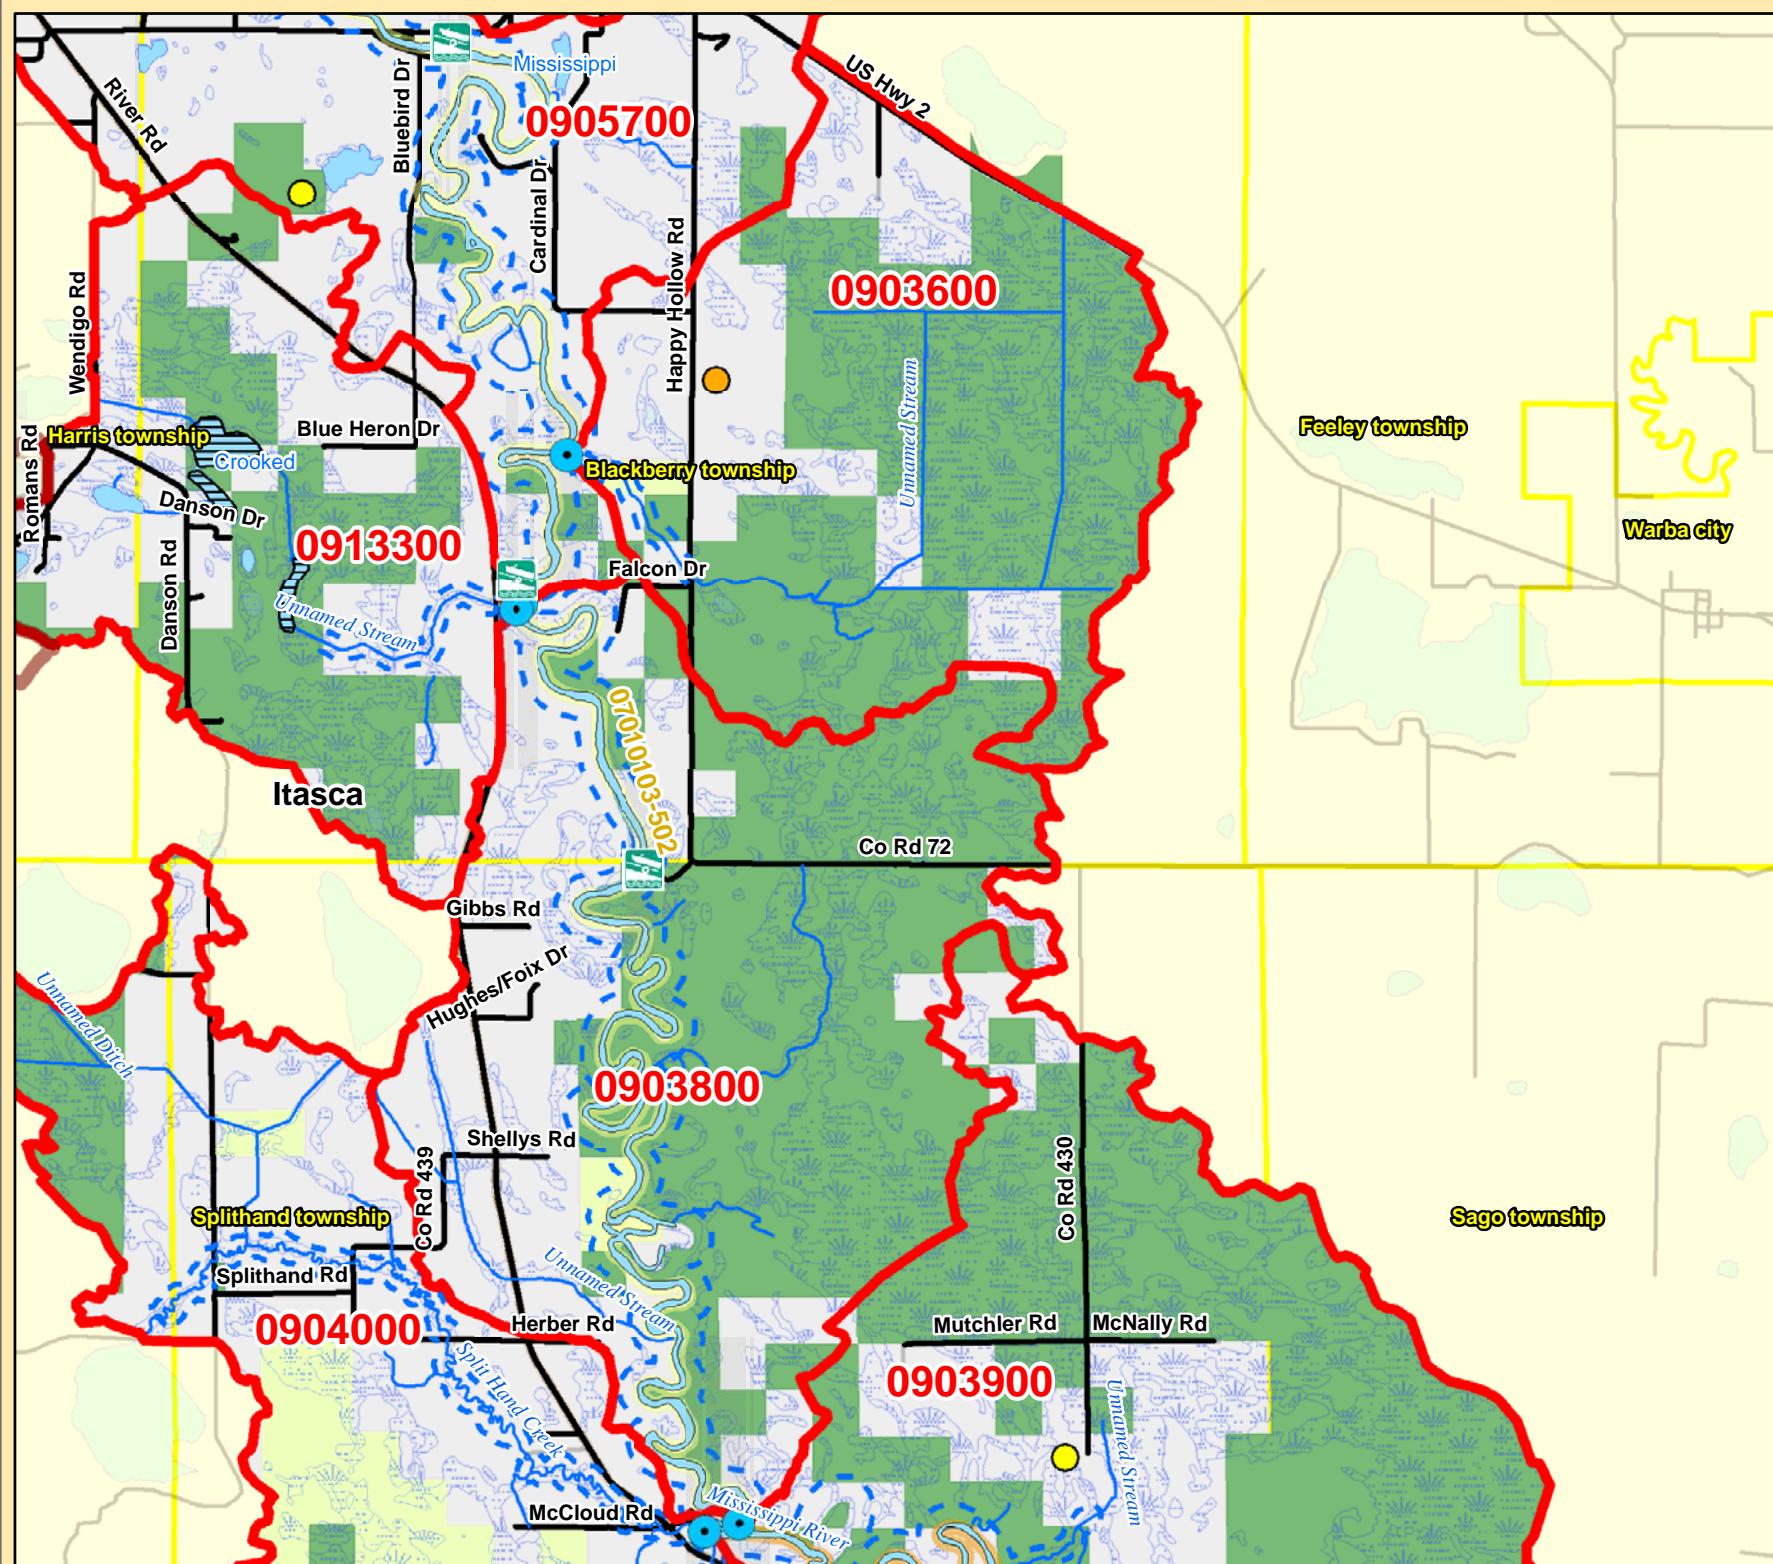 Mississippi
US Hwy 2
River Rd
Bluebird Dr
0905700
Cardinal Dr
Happy Hollow Rd
0903600
Wendigo Rd
Unnamed Stream
Blue Heron Dr
Harris township
Romans Rd
Crooked
Blackberry township
Feeley township
Warba city
Danson Dr
0913300
Danson Rd
Falcon Dr
Unnamed Stream
07010103-502
Itasca
Co Rd 72
Gibbs Rd
Hughes/Foix Dr
Unnamed Ditch
0903800
Shellys Rd
Co Rd 439
Co Rd 430
Splithand township
Sago township
Splithand Rd
Unnamed Stream
0904000
Herber Rd
Mutchler Rd
McNally Rd
Split Hand Creek
0903900
Unnamed Stream
McCloud Rd
Mississippi River